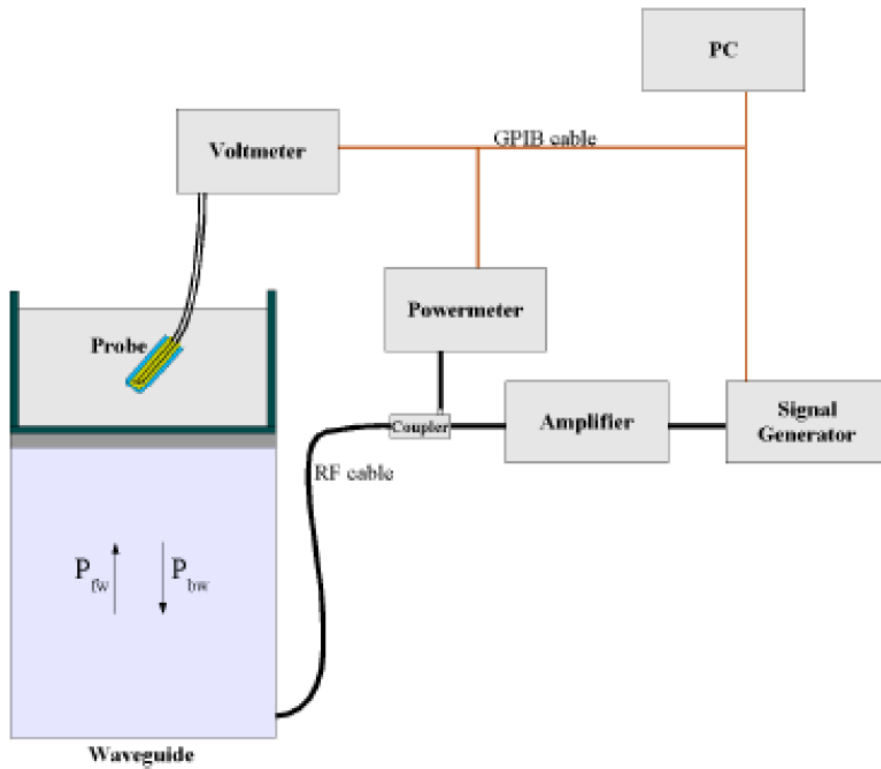 PC
GPIB cable
Voltmeter
Powermeter
Probe
Coupler
Amplifier
Signal
Generator
RF cable
P fw
P bw
Waveguide